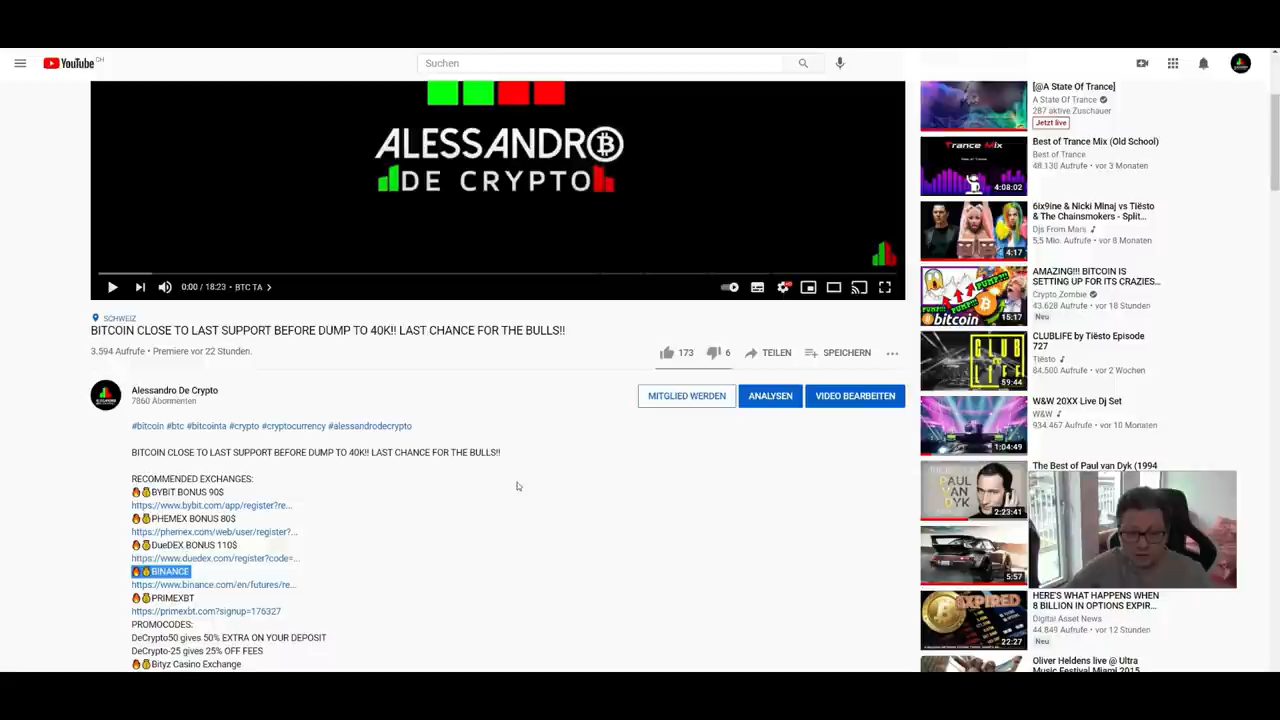 YouTube CH
Suchen
ALESSANDRO
DE CRYPTO
0:00 / 18:23 • BTC TA
SCHWEIZ
BITCOIN CLOSE TO LAST SUPPORT BEFORE DUMP TO 40K!! LAST CHANCE FOR THE BULLS!!
3.594 Aufrufe • Premiere vor 22 Stunden.
173
6
TEILEN
SPEICHERN
Alessandro De Crypto
7860 Abonnenten
MITGLIED WERDEN
ANALYSEN
VIDEO BEARBEITEN
#bitcoin #btc #bitcointa #crypto #cryptocurrency #alessandrodecrypto
BITCOIN CLOSE TO LAST SUPPORT BEFORE DUMP TO 40K!! LAST CHANCE FOR THE BULLS!!
RECOMMENDED EXCHANGES:
🔥💰BYBIT BONUS 90$
https://www.bybit.com/app/register?re...
🔥💰PHEMEX BONUS 80$
https://phemex.com/web/user/register?...
🔥💰DueDEX BONUS 110$
https://www.duedex.com/register?code=...
🔥💰BINANCE
https://www.binance.com/en/futures/re...
🔥💰PRIMEXBT
https://primexbt.com?signup=176327
PROMOCODES:
DeCrypto50 gives 50% EXTRA ON YOUR DEPOSIT
DeCrypto-25 gives 25% OFF FEES
🔥💰Bityz Casino Exchange
[@A State Of Trance]
A State Of Trance
287 aktive Zuschauer
Jetzt live
Trance Mix
4:08:02
Best of Trance Mix (Old School)
Best of Trance
48.130 Aufrufe • vor 3 Monaten
4:17
6ix9ine & Nicki Minaj vs Tiësto
& The Chainsmokers - Split...
Djs From Mars
5,5 Mio. Aufrufe • vor 8 Monaten
PUMP!!
bitcoin
15:17
AMAZING!!! BITCOIN IS
SETTING UP FOR ITS CRAZIES...
Crypto Zombie
43.628 Aufrufe • vor 18 Stunden
Neu
CLUB
LIFE
59:44
CLUBLIFE by Tiësto Episode
727
Tiësto
84.500 Aufrufe • vor 2 Wochen
1:04:49
W&W 20XX Live Dj Set
W&W
934.467 Aufrufe • vor 10 Monaten
PAUL
VAN
DYK
2:23:41
The Best of Paul van Dyk (1994
5:57
EXPIRED
22:27
HERE'S WHAT HAPPENS WHEN
8 BILLION IN OPTIONS EXPIR...
Digital Asset News
44.849 Aufrufe • vor 12 Stunden
Neu
Oliver Heldens live @ Ultra
Music Festival Miami 2015